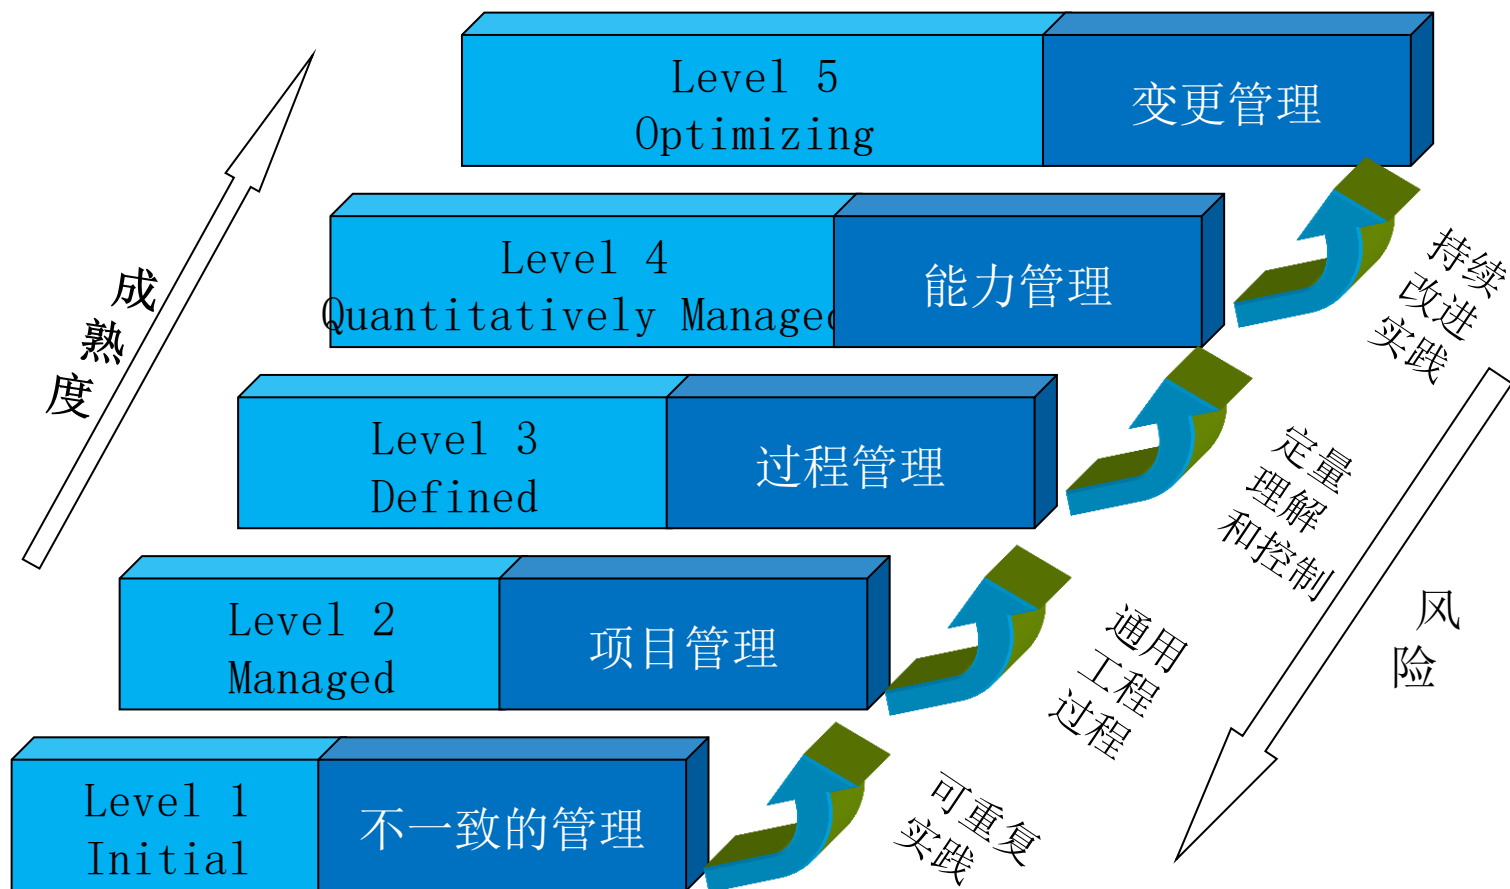 Level 5
Optimizing
变更管理
Level 4
Quantitatively Managed
能力管理
持续
改进
实践
成
熟
度
Level 3
Defined
过程管理
定量
理解
和控制
Level 2
Managed
项目管理
通用
工程
过程
风
险
Level 1
Initial
不一致的管理
可重复
实践